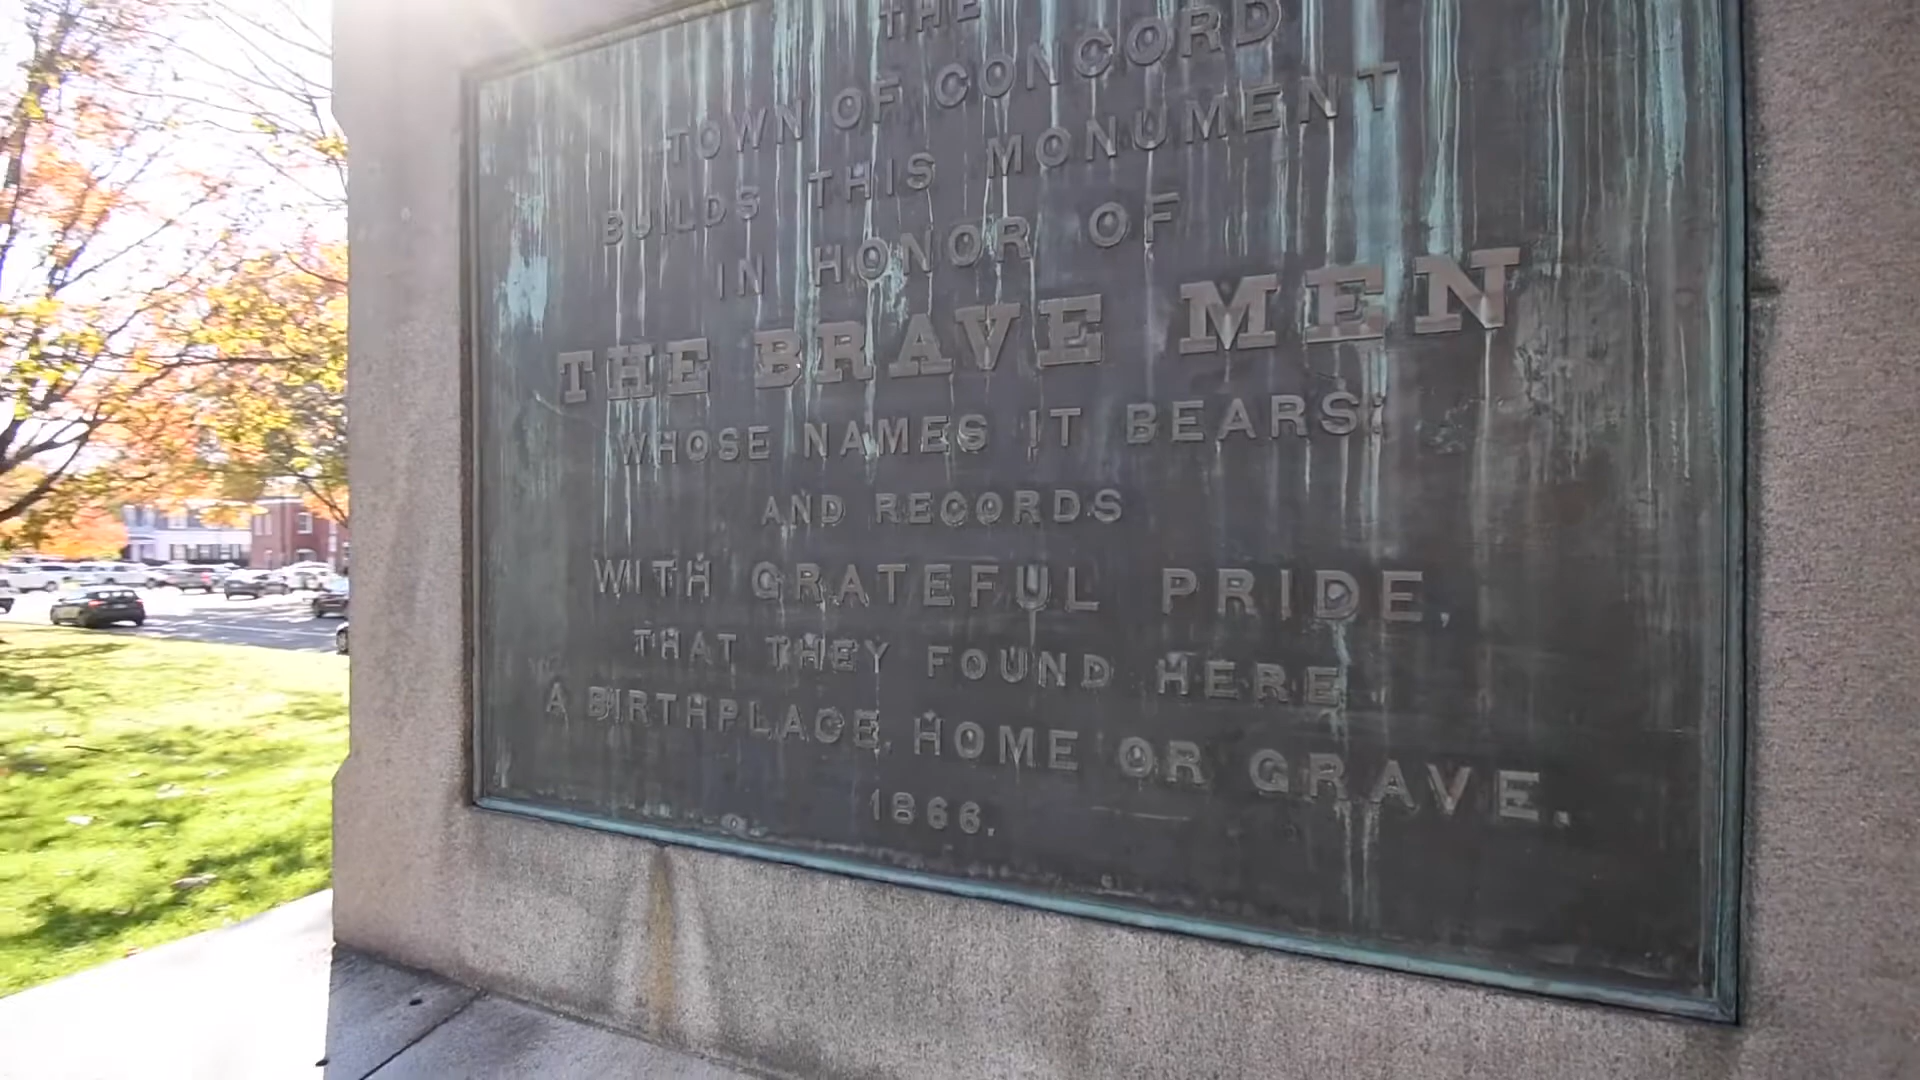 THE
TOWN OF CONCORD
BUILDS THIS MONUMENT
IN HONOR OF
THE BRAVE MEN
WHOSE NAMES IT BEARS:
AND RECORDS
WITH GRATEFUL PRIDE,
THAT THEY FOUND HERE
A BIRTHPLACE, HOME OR GRAVE.
1866.